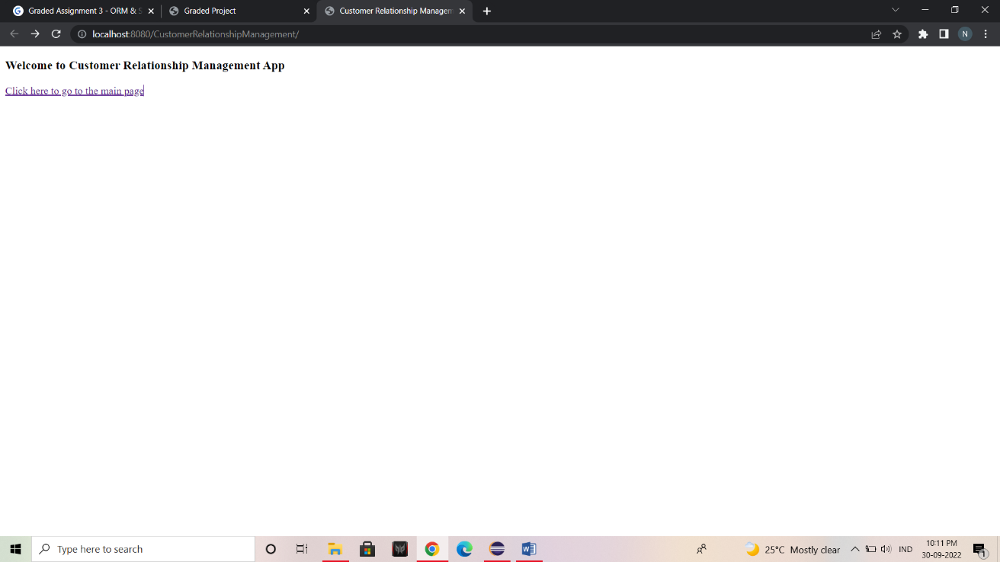 Graded Assignment 3 - ORM & S
Graded Project
Customer Relationship Managem
localhost:8080/CustomerRelationshipManagement/
N
Welcome to Customer Relationship Management App
Click here to go to the main page
Type here to search
25°C Mostly clear
IND
10:11 PM
30-09-2022
1